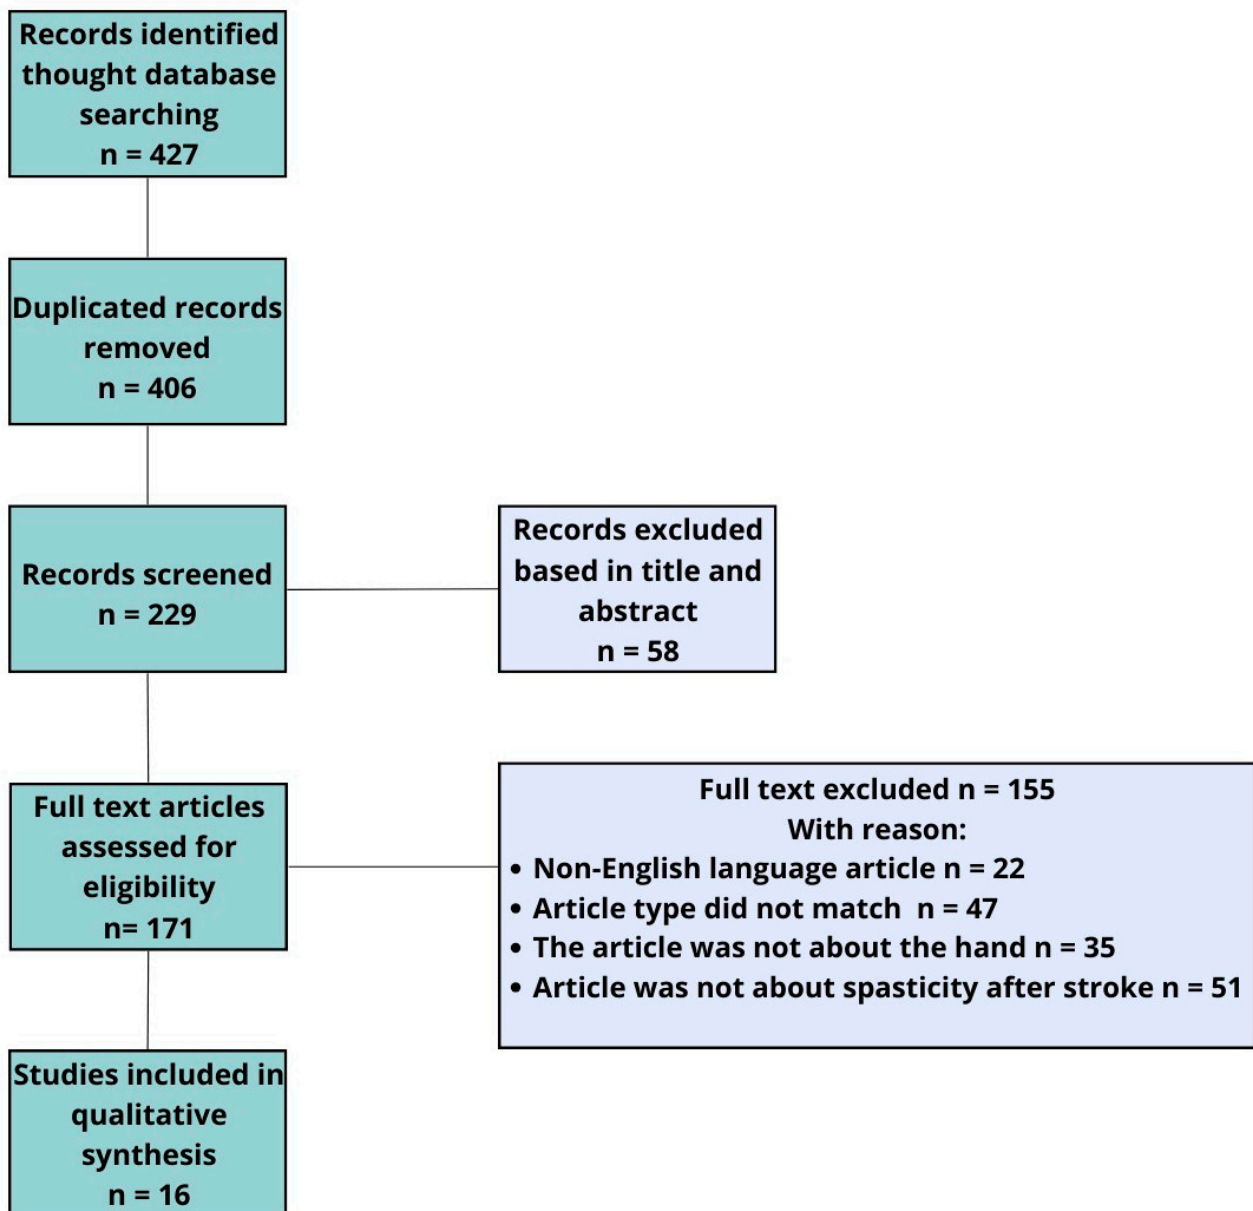 Records identified
thought database
searching
n = 427
Duplicated records
removed
n = 406
Records screened
n = 229
Records excluded
based in title and
abstract
n = 58
Full text articles
assessed for
eligibility
n= 171
Full text excluded n = 155
With reason:
• Non-English language article n = 22
• Article type did not match  n = 47
• The article was not about the hand n = 35
• Article was not about spasticity after stroke n = 51
Studies included in
qualitative
synthesis
n = 16